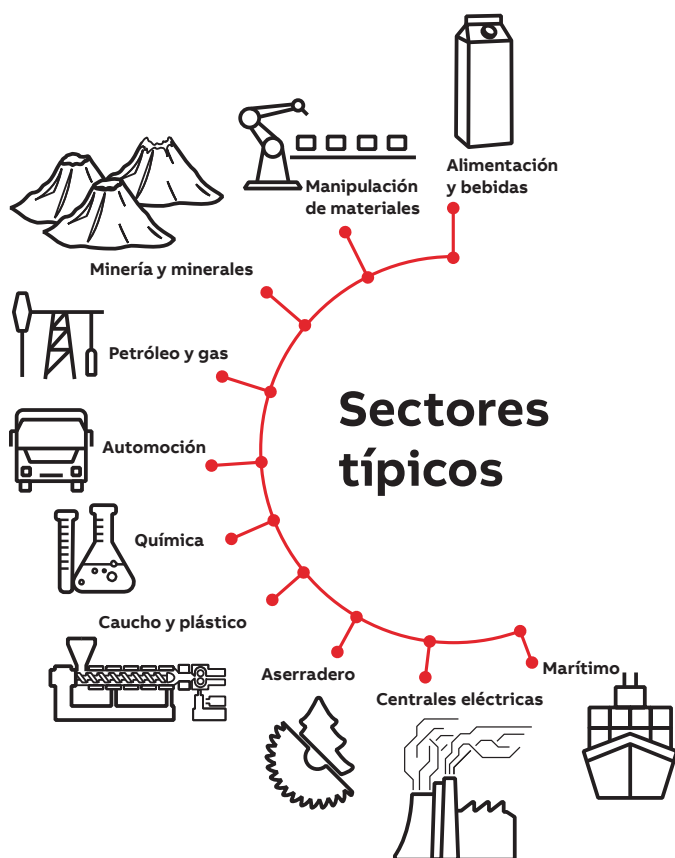 Alimentación
y bebidas
Manipulación
de materiales
Minería y minerales
Petróleo y gas
Automoción
Química
Caucho y plástico
Aserradero
Centrales eléctricas
Marítimo
Sectores
típicos